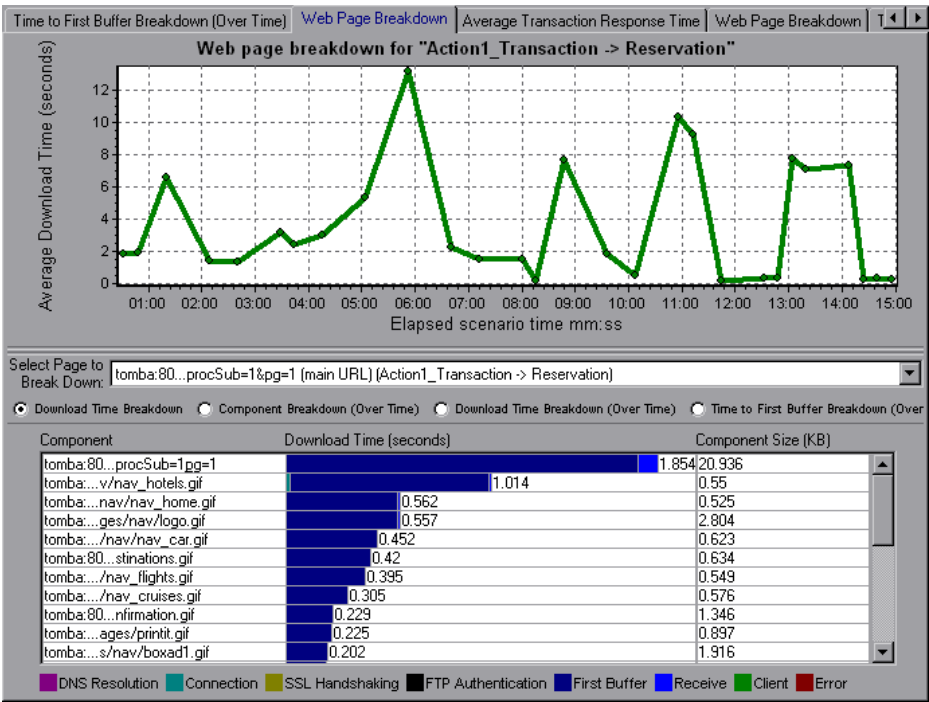 Time to First Buffer Breakdown (Over Time) Web Page Breakdown Average Transaction Response Time Web Page Breakdown
Web page breakdown for "Action1_Transaction -> Reservation"
Average Download Time (seconds)
12
10
8
6
4
2
0
01:00 02:00 03:00 04:00 05:00 06:00 07:00 08:00 09:00 10:00 11:00 12:00 13:00 14:00 15:00
Elapsed scenario time mm:ss
Select Page to
Break Down: tomba:80...procSub=1&pg=1 (main URL) (Action1_Transaction -> Reservation)
Download Time Breakdown Component Breakdown (Over Time) Download Time Breakdown (Over Time) Time to First Buffer Breakdown (Over
Component Download Time (seconds) Component Size (KB)
tomba:80...procSub=1pg=1 1.854 20.936
tomba:...v/nav_hotels.gif 1.014 0.55
tomba:...nav/nav_home.gif 0.562 0.525
tomba:...ges/nav/logo.gif 0.557 2.804
tomba:.../nav/nav_car.gif 0.452 0.623
tomba:80...stinations.gif 0.42 0.634
tomba:.../nav_flights.gif 0.395 0.549
tomba:.../nav_cruises.gif 0.305 0.576
tomba:80...nfirmation.gif 0.229 1.346
tomba:...ages/printit.gif 0.225 0.897
tomba:...s/nav/boxad1.gif 0.202 1.916
DNS Resolution Connection SSL Handshaking FTP Authentication First Buffer Receive Client Error